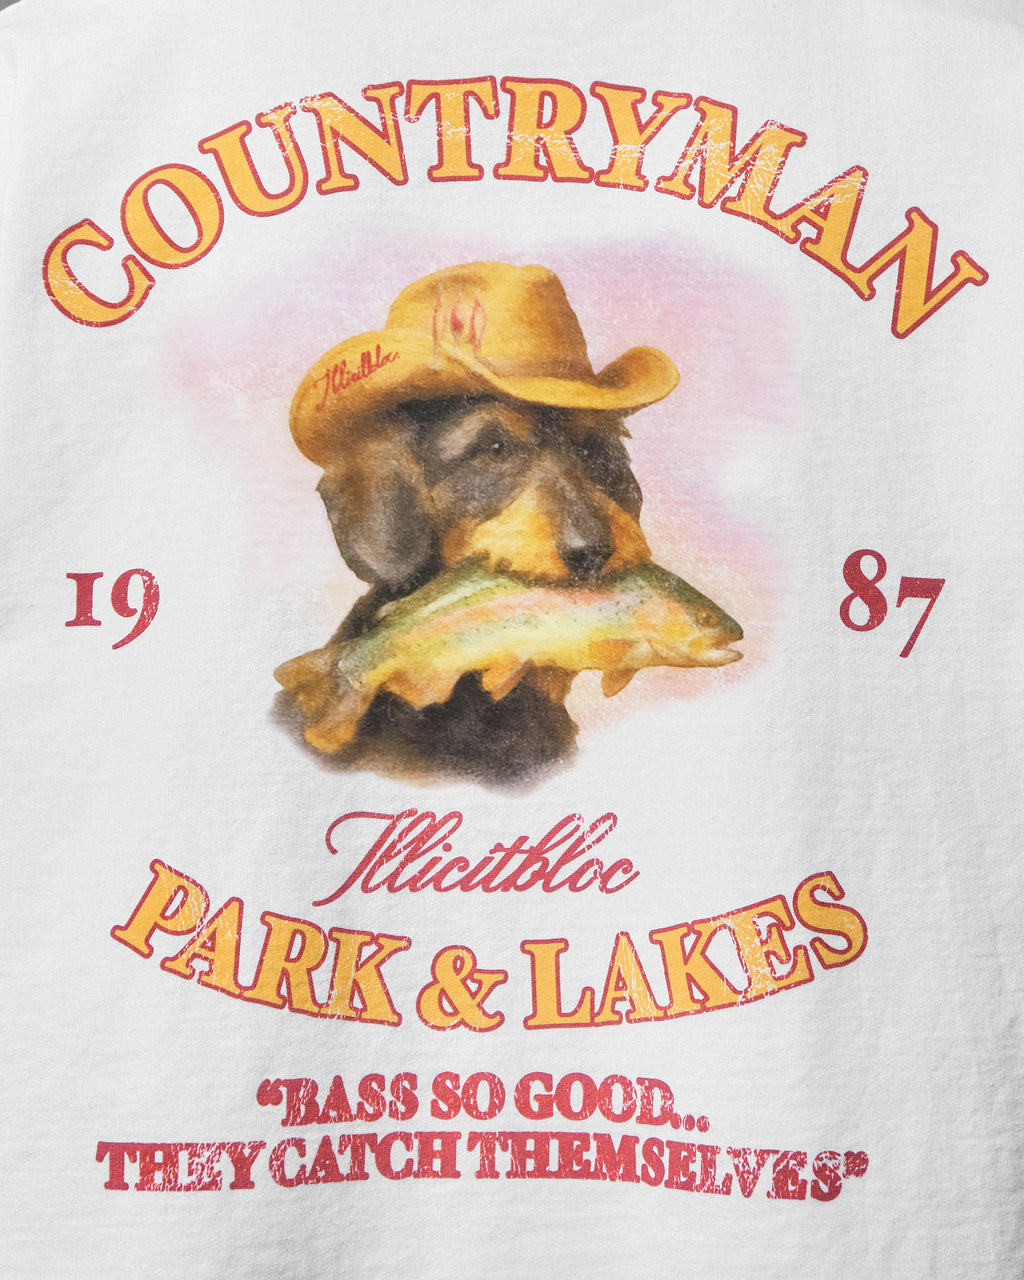 COUNTRYMAN
Illicitbloc.
19 87
Illicitbloc
PARK & LAKES
“BASS SO GOOD...
THEY CATCH THEMSELVES”